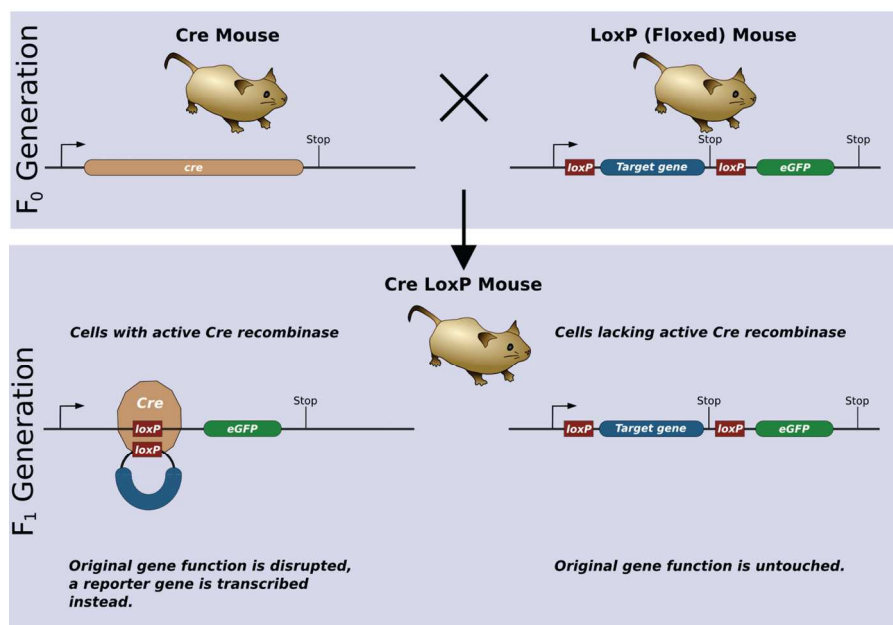 F0 Generation
Cre Mouse
LoxP (Floxed) Mouse
Stop
cre
Stop
Stop
loxP
Target gene
loxP
eGFP
F1 Generation
Cre LoxP Mouse
Cells with active Cre recombinase
Cells lacking active Cre recombinase
Cre
loxP
loxP
eGFP
Stop
Stop
Stop
loxP
Target gene
loxP
eGFP
Original gene function is disrupted,
a reporter gene is transcribed
instead.
Original gene function is untouched.